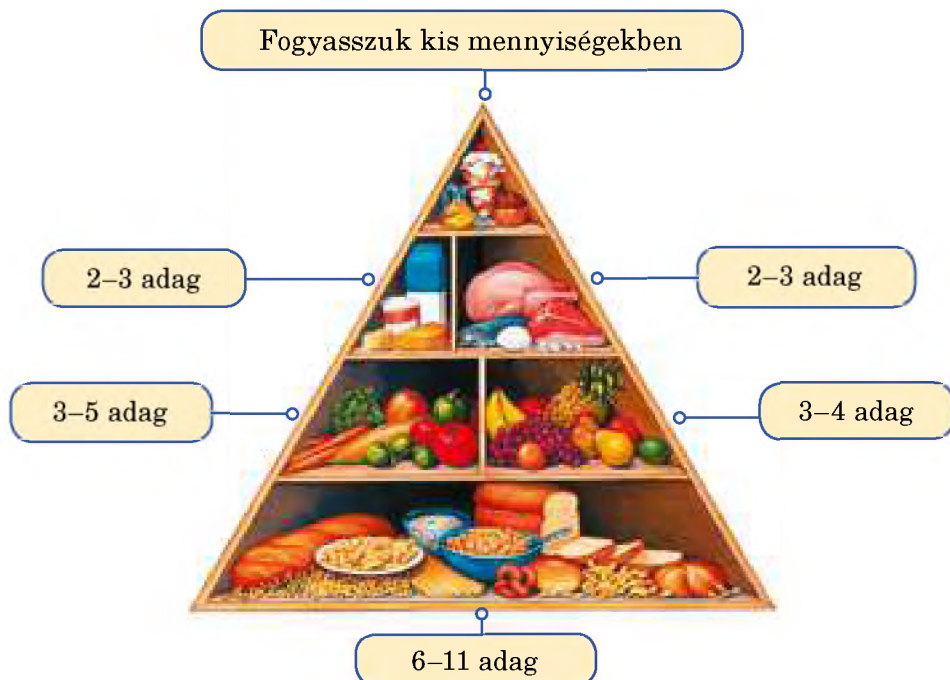 Fogyasszuk kis mennyiségekben
2–3 adag
2–3 adag
3–5 adag
3–4 adag
6–11 adag